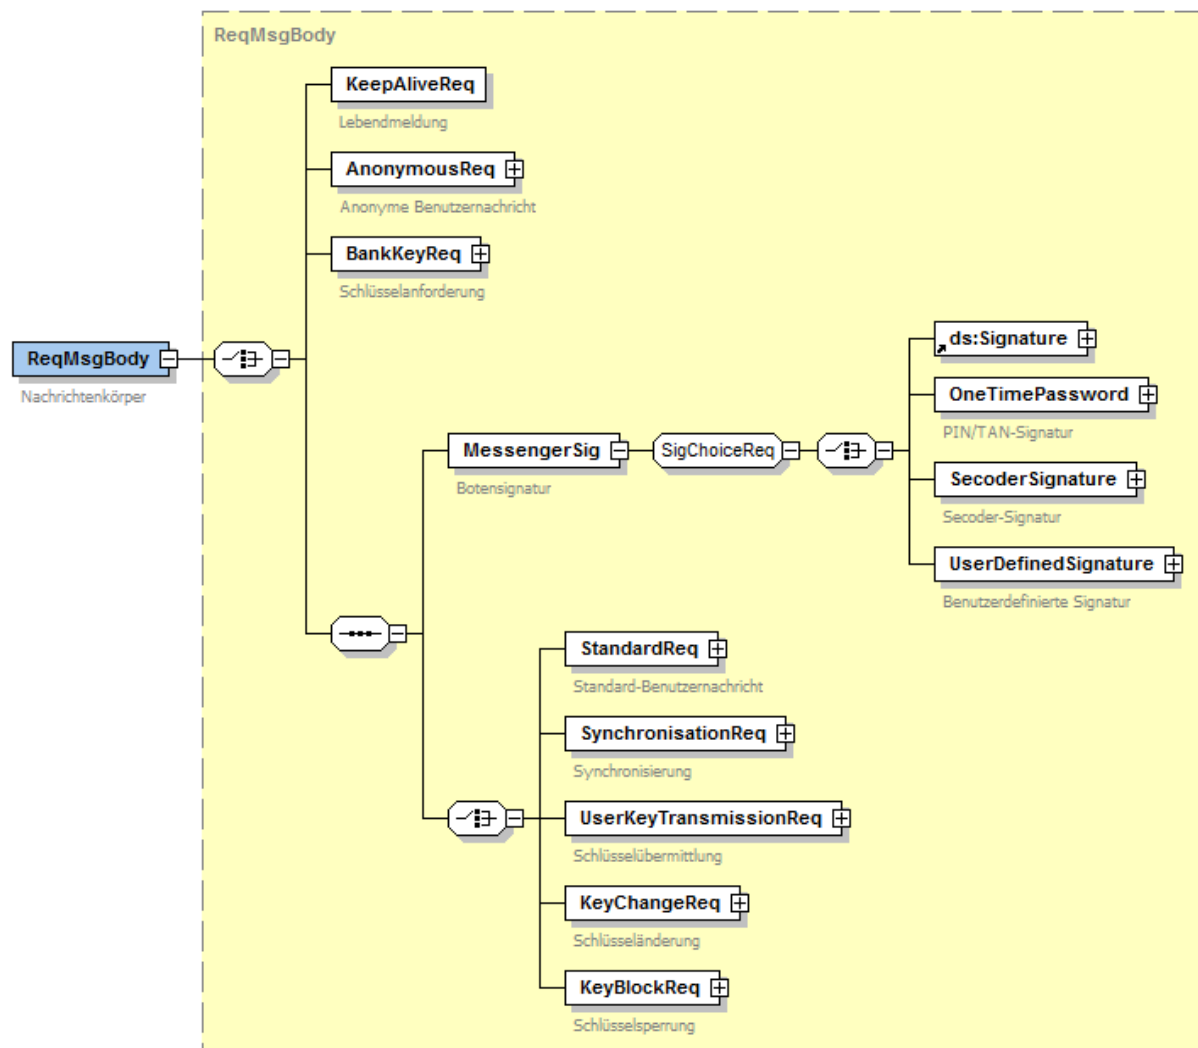 ReqMsgBody
KeepAliveReq
Lebendmeldung
AnonymousReq
Anonyme Benutzernachricht
BankKeyReq
Schlüsselanforderung
ReqMsgBody
Nachrichtenkörper
MessengerSig
Botensignatur
SigChoiceReq
ds:Signature
OneTimePassword
PIN/TAN-Signatur
SecoderSignature
Secoder-Signatur
UserDefinedSignature
Benutzerdefinierte Signatur
StandardReq
Standard-Benutzernachricht
SynchronisationReq
Synchronisierung
UserKeyTransmissionReq
Schlüsselübermittlung
KeyChangeReq
Schlüsseländerung
KeyBlockReq
Schlüsselsperrung